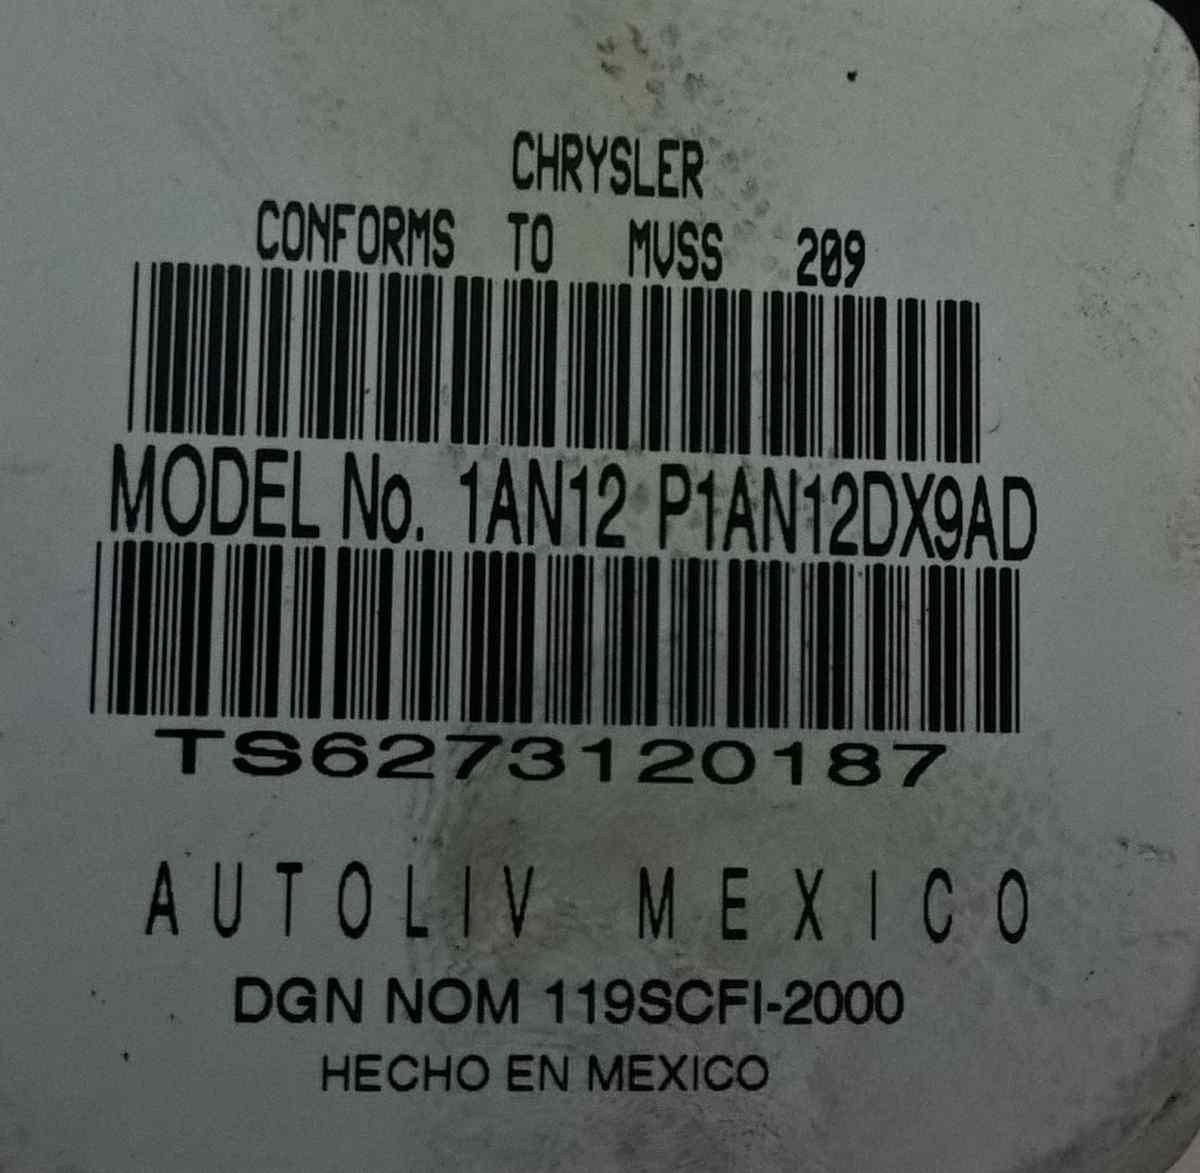 CHRYSLER
CONFORMS TO MVSS 209
MODEL No. 1AN12 P1AN12DX9AD
TS6273120187
AUTOLIV MEXICO
DGN NOM 119SCFI-2000
HECHO EN MEXICO